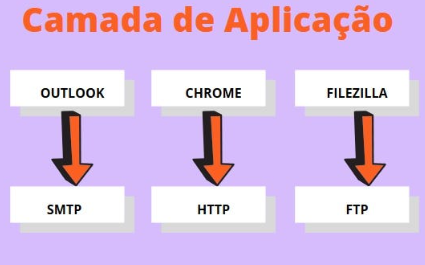 Camada de Aplicação
OUTLOOK CHROME FILEZILLA
SMTP HTTP FTP